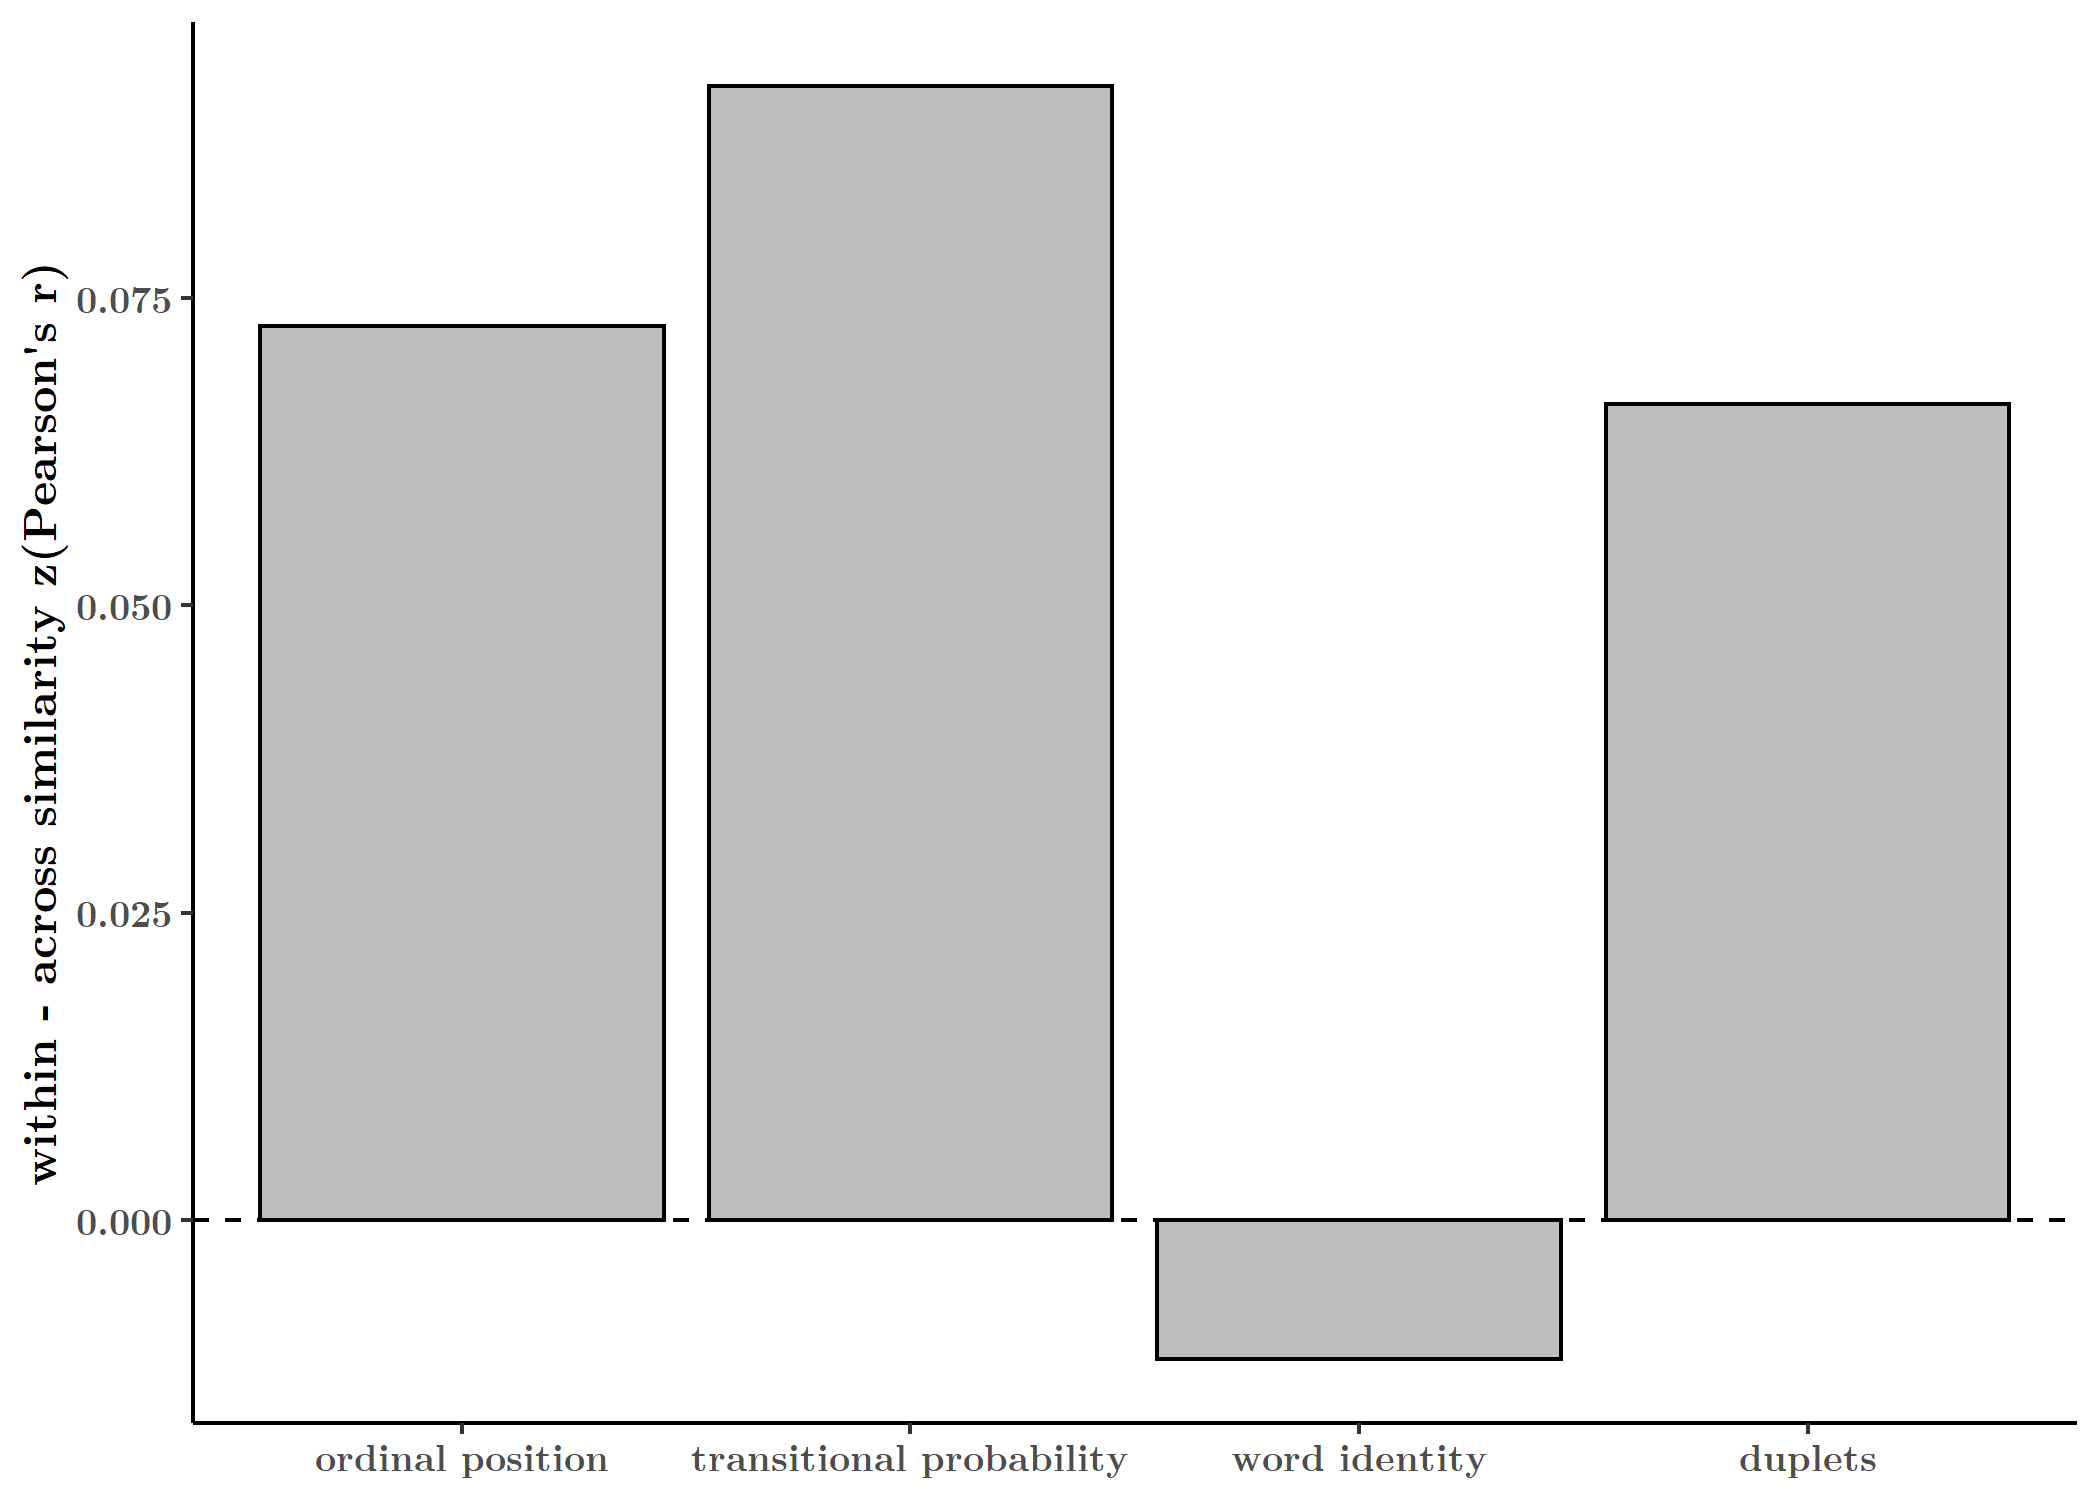 within - across similarity z(Pearson's r)
0.075
0.050
0.025
0.000
ordinal position
transitional probability
word identity
duplets